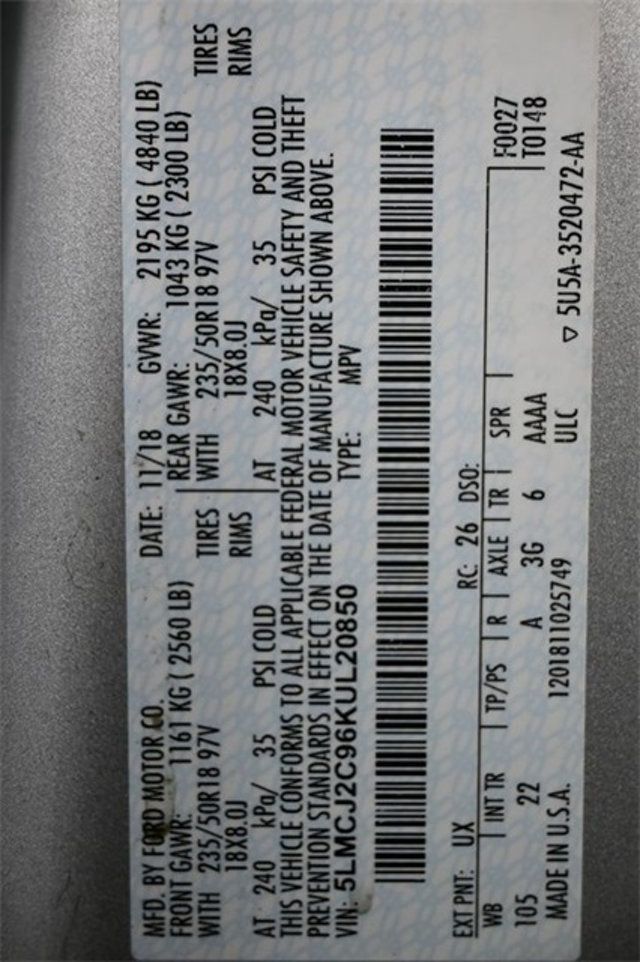 MFD. BY FORD MOTOR CO. DATE: 11/18 GVWR: 2195 KG ( 4840 LB)
FRONT GAWR: 1161 KG ( 2560 LB) REAR GAWR: 1043 KG ( 2300 LB)
WITH 235/50R18 97V TIRES WITH 235/50R18 97V TIRES
18X8.0J RIMS 18X8.0J RIMS
AT 240 kPa/ 35 PSI COLD AT 240 kPa/ 35 PSI COLD
THIS VEHICLE CONFORMS TO ALL APPLICABLE FEDERAL MOTOR VEHICLE SAFETY AND THEFT
PREVENTION STANDARDS IN EFFECT ON THE DATE OF MANUFACTURE SHOWN ABOVE.
VIN: 5LMCJ2C96KUL20850 TYPE: MPV
EXT PNT: UX RC: 26 DSO:
WB INT TR TP/PS R AXLE TR SPR F0027
105 22 A 3G 6 AAAA T0148
MADE IN U.S.A. 1201811025749 ULC ▽ 5U5A-3520472-AA